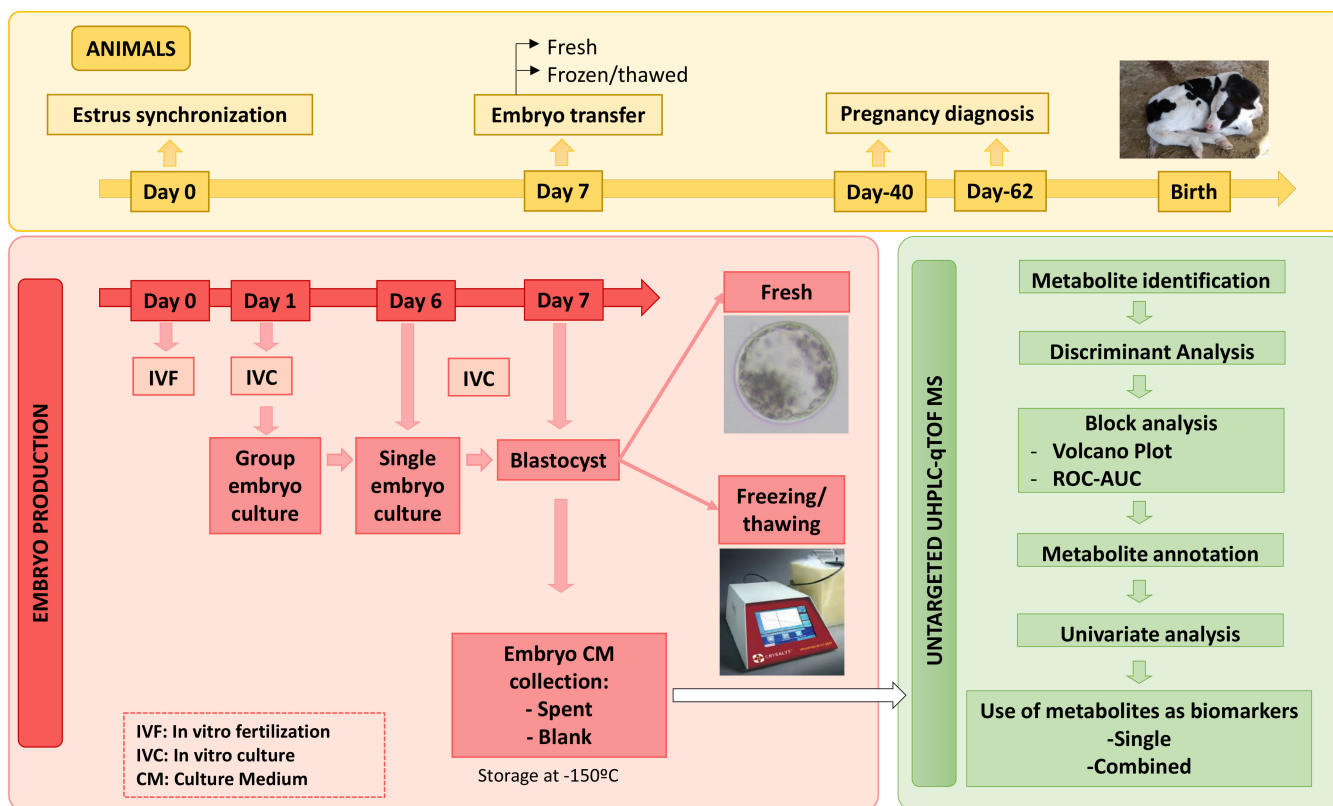 ANIMALS
Fresh
Frozen/thawed
Estrus synchronization
Embryo transfer
Pregnancy diagnosis
Day 0
Day 7
Day-40
Day-62
Birth
EMBRYO PRODUCTION
Day 0
Day 1
Day 6
Day 7
IVF
IVC
IVC
Group
embryo
culture
Single
embryo
culture
Blastocyst
Fresh
Freezing/
thawing
CRYSALYS
Embryo CM
collection:
- Spent
- Blank
Storage at -150ºC
IVF: In vitro fertilization
IVC: In vitro culture
CM: Culture Medium
UNTARGETED UHPLC-qTOF MS
Metabolite identification
Discriminant Analysis
Block analysis
- Volcano Plot
- ROC-AUC
Metabolite annotation
Univariate analysis
Use of metabolites as biomarkers
-Single
-Combined